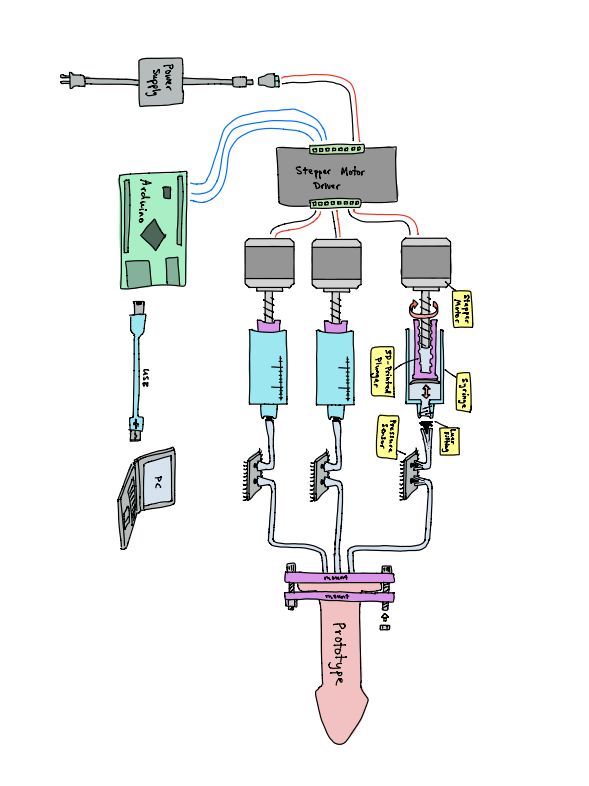 Power
Supply
Stepper Motor
Driver
Arduino
Stepper
Motor
3D-Printed
Plunger
Syringe
USB
Pressure
Sensor
Luer
Fitting
PC
mount
mount
Prototype